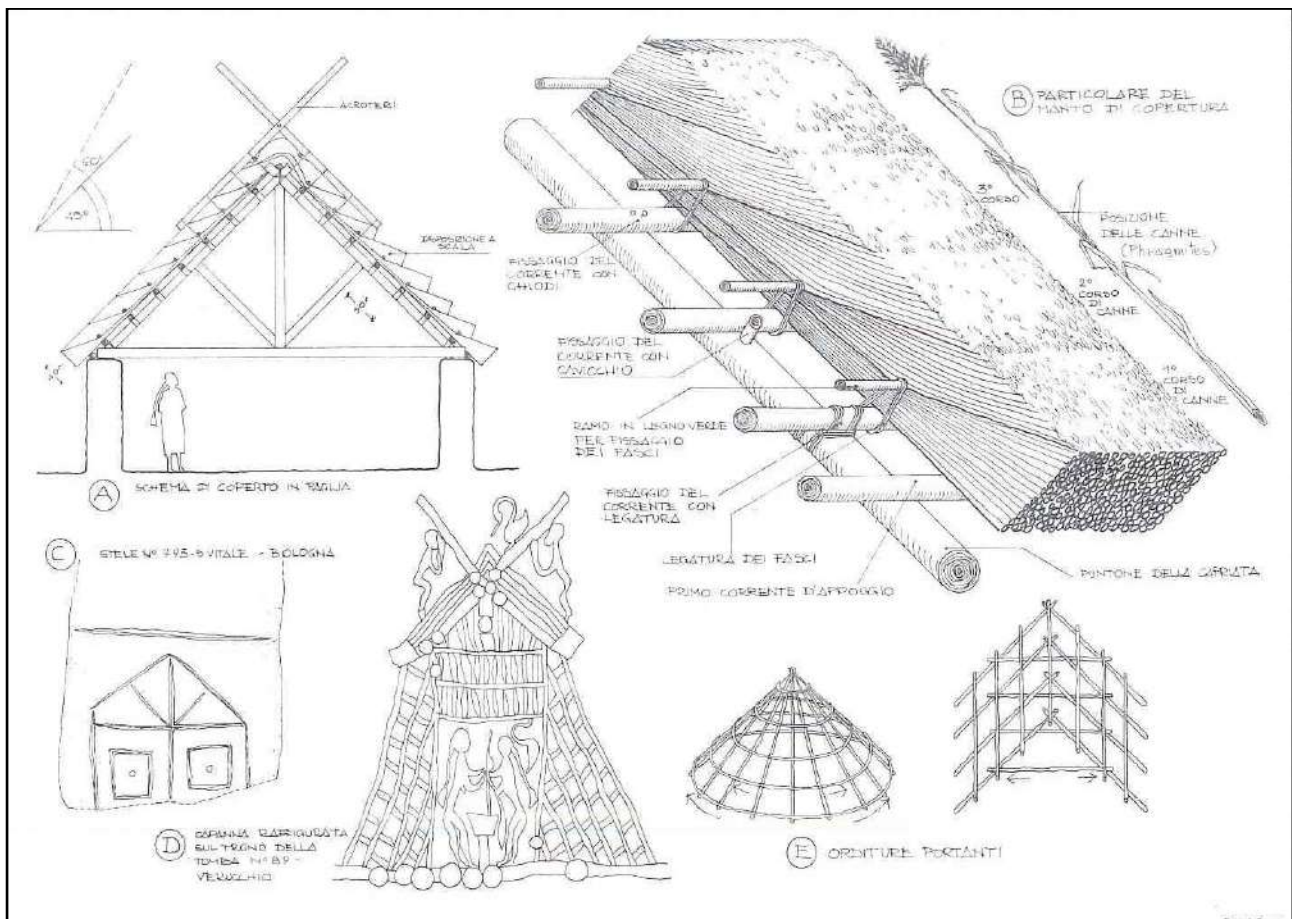 ACROTERI
60°
45°
DISPOSIZIONE A
SCALA
A SCHEMA DI COPERTO IN PAGLIA
B PARTICOLARE DEL
MANTO DI COPERTURA
3° CORSO
POSIZIONE
DELLE CANNE
(Phragmites)
2°
CORSO
DI
CANNE
1°
CORSO
DI
CANNE
FISSAGGIO DEL
CORRENTE CON
CHIODI
FISSAGGIO DEL
CORRENTE CON
CAVICCHIO
RAMO IN LEGNO VERDE
PER FISSAGGIO
DEI FASCI
FISSAGGIO DEL
CORRENTE CON
LEGATURA
LEGATURA DEI FASCI
PRIMO CORRENTE D'APPOGGIO
PUNTONE DELLA CAPRIATA
C STELE N° 793 - S VITALE - BOLOGNA
D CAPANNA RAFFIGURATA
SUL TRONO DELLA
TOMBA N° 89 -
VERUCCHIO
E ORDITURE PORTANTI